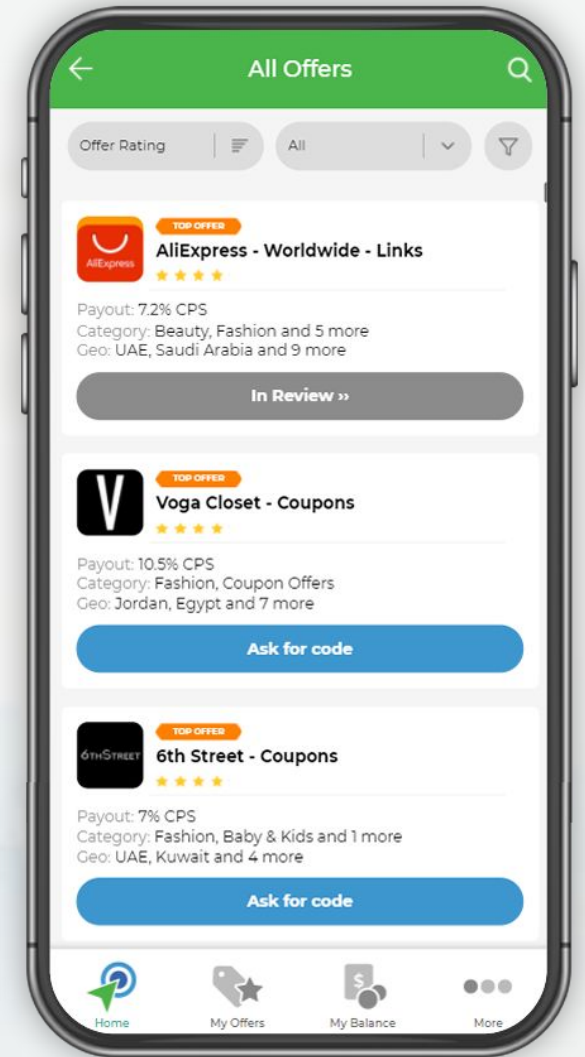 All Offers
Offer Rating
All
AliExpress
TOP OFFER
AliExpress - Worldwide - Links
Payout: 7.2% CPS
Category: Beauty, Fashion and 5 more
Geo: UAE, Saudi Arabia and 9 more
In Review ››
V
TOP OFFER
Voga Closet - Coupons
Payout: 10.5% CPS
Category: Fashion, Coupon Offers
Geo: Jordan, Egypt and 7 more
Ask for code
6THSTREET
TOP OFFER
6th Street - Coupons
Payout: 7% CPS
Category: Fashion, Baby & Kids and 1 more
Geo: UAE, Kuwait and 4 more
Ask for code
$
Home
My Offers
My Balance
More